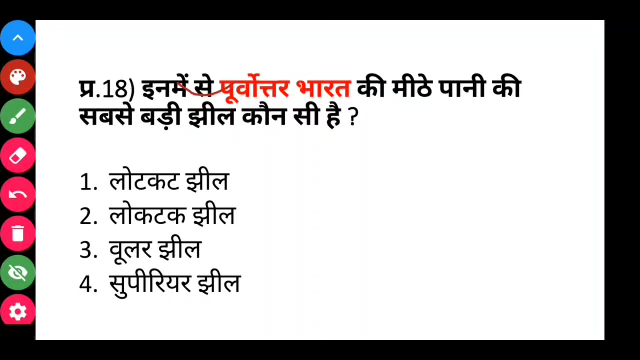 प्र.18) इनमें से पूर्वोत्तर भारत की मीठे पानी की
सबसे बड़ी झील कौन सी है ?
1. लोटकट झील
2. लोकटक झील
3. वूलर झील
4. सुपीरियर झील